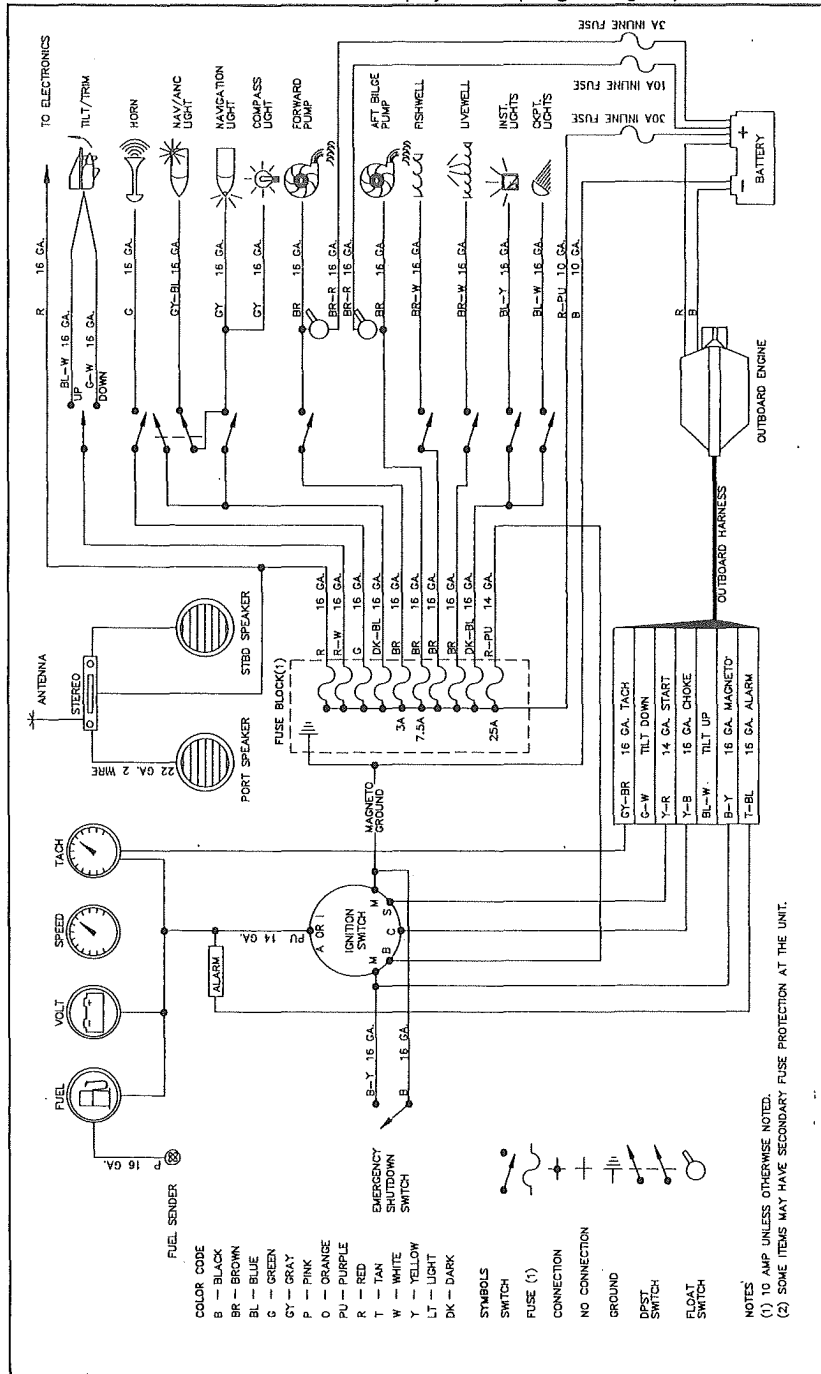 TO ELECTRONICS
TILT/TRIM
HORN
NAV/ANC
LIGHT
NAVIGATION
LIGHT
COMPASS
LIGHT
FORWARD
PUMP
AFT BILGE
PUMP
FISHWELL
LIVEWELL
INST.
LIGHTS
CKPT.
LIGHTS
3A INLINE FUSE
10A INLINE FUSE
30A INLINE FUSE
R 16 GA.
BL-W 16 GA.
UP
G-W 16 GA.
DOWN
G 16 GA.
GY-BL 16 GA.
GY 16 GA.
GY 16 GA.
BR 16 GA.
BR-R 16 GA.
BR-R 16 GA.
BR 16 GA.
BR-W 16 GA.
BR-W 16 GA.
BL-Y 16 GA.
BL-W 16 GA.
R-PU 10 GA.
B 10 GA.
+
-
BATTERY
R
B
OUTBOARD ENGINE
OUTBOARD HARNESS
ANTENNA
STEREO
STBD SPEAKER
PORT SPEAKER
22 GA. 2 WIRE
FUSE BLOCK(1)
R 16 GA.
R-W 16 GA.
G 16 GA.
DK-BL 16 GA.
BR 16 GA.
BR 16 GA.
BR 16 GA.
BR 16 GA.
DK-BL 16 GA.
R-PU 14 GA.
3A
7.5A
25A
MAGNETO
GROUND
GY-BR 16 GA. TACH
G-W TILT DOWN
Y-R 14 GA. START
Y-B 16 GA. CHOKE
BL-W TILT UP
B-Y 16 GA. MAGNETO
T-BL 16 GA. ALARM
TACH
SPEED
VOLT
FUEL
P 16 GA.
FUEL SENDER
ALARM
PU 14 GA.
A OR I
IGNITION
SWITCH
M
S
C
B
M
B-Y 16 GA.
B 16 GA.
EMERGENCY
SHUTDOWN
SWITCH
COLOR CODE
B - BLACK
BR - BROWN
BL - BLUE
G - GREEN
GY - GRAY
P - PINK
O - ORANGE
PU - PURPLE
R - RED
T - TAN
W - WHITE
Y - YELLOW
LT - LIGHT
DK - DARK
SYMBOLS
SWITCH
FUSE (1)
CONNECTION
NO CONNECTION
GROUND
DPST
SWITCH
FLOAT
SWITCH
NOTES
(1) 10 AMP UNLESS OTHERWISE NOTED.
(2) SOME ITEMS MAY HAVE SECONDARY FUSE PROTECTION AT THE UNIT.